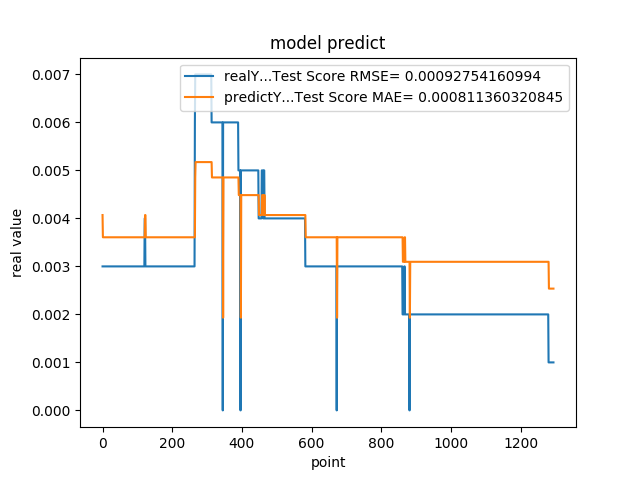 model predict
realY...Test Score RMSE= 0.00092754160994
predictY...Test Score MAE= 0.000811360320845
0.007
0.006
0.005
0.004
0.003
0.002
0.001
0.000
real value
0 200 400 600 800 1000 1200
point